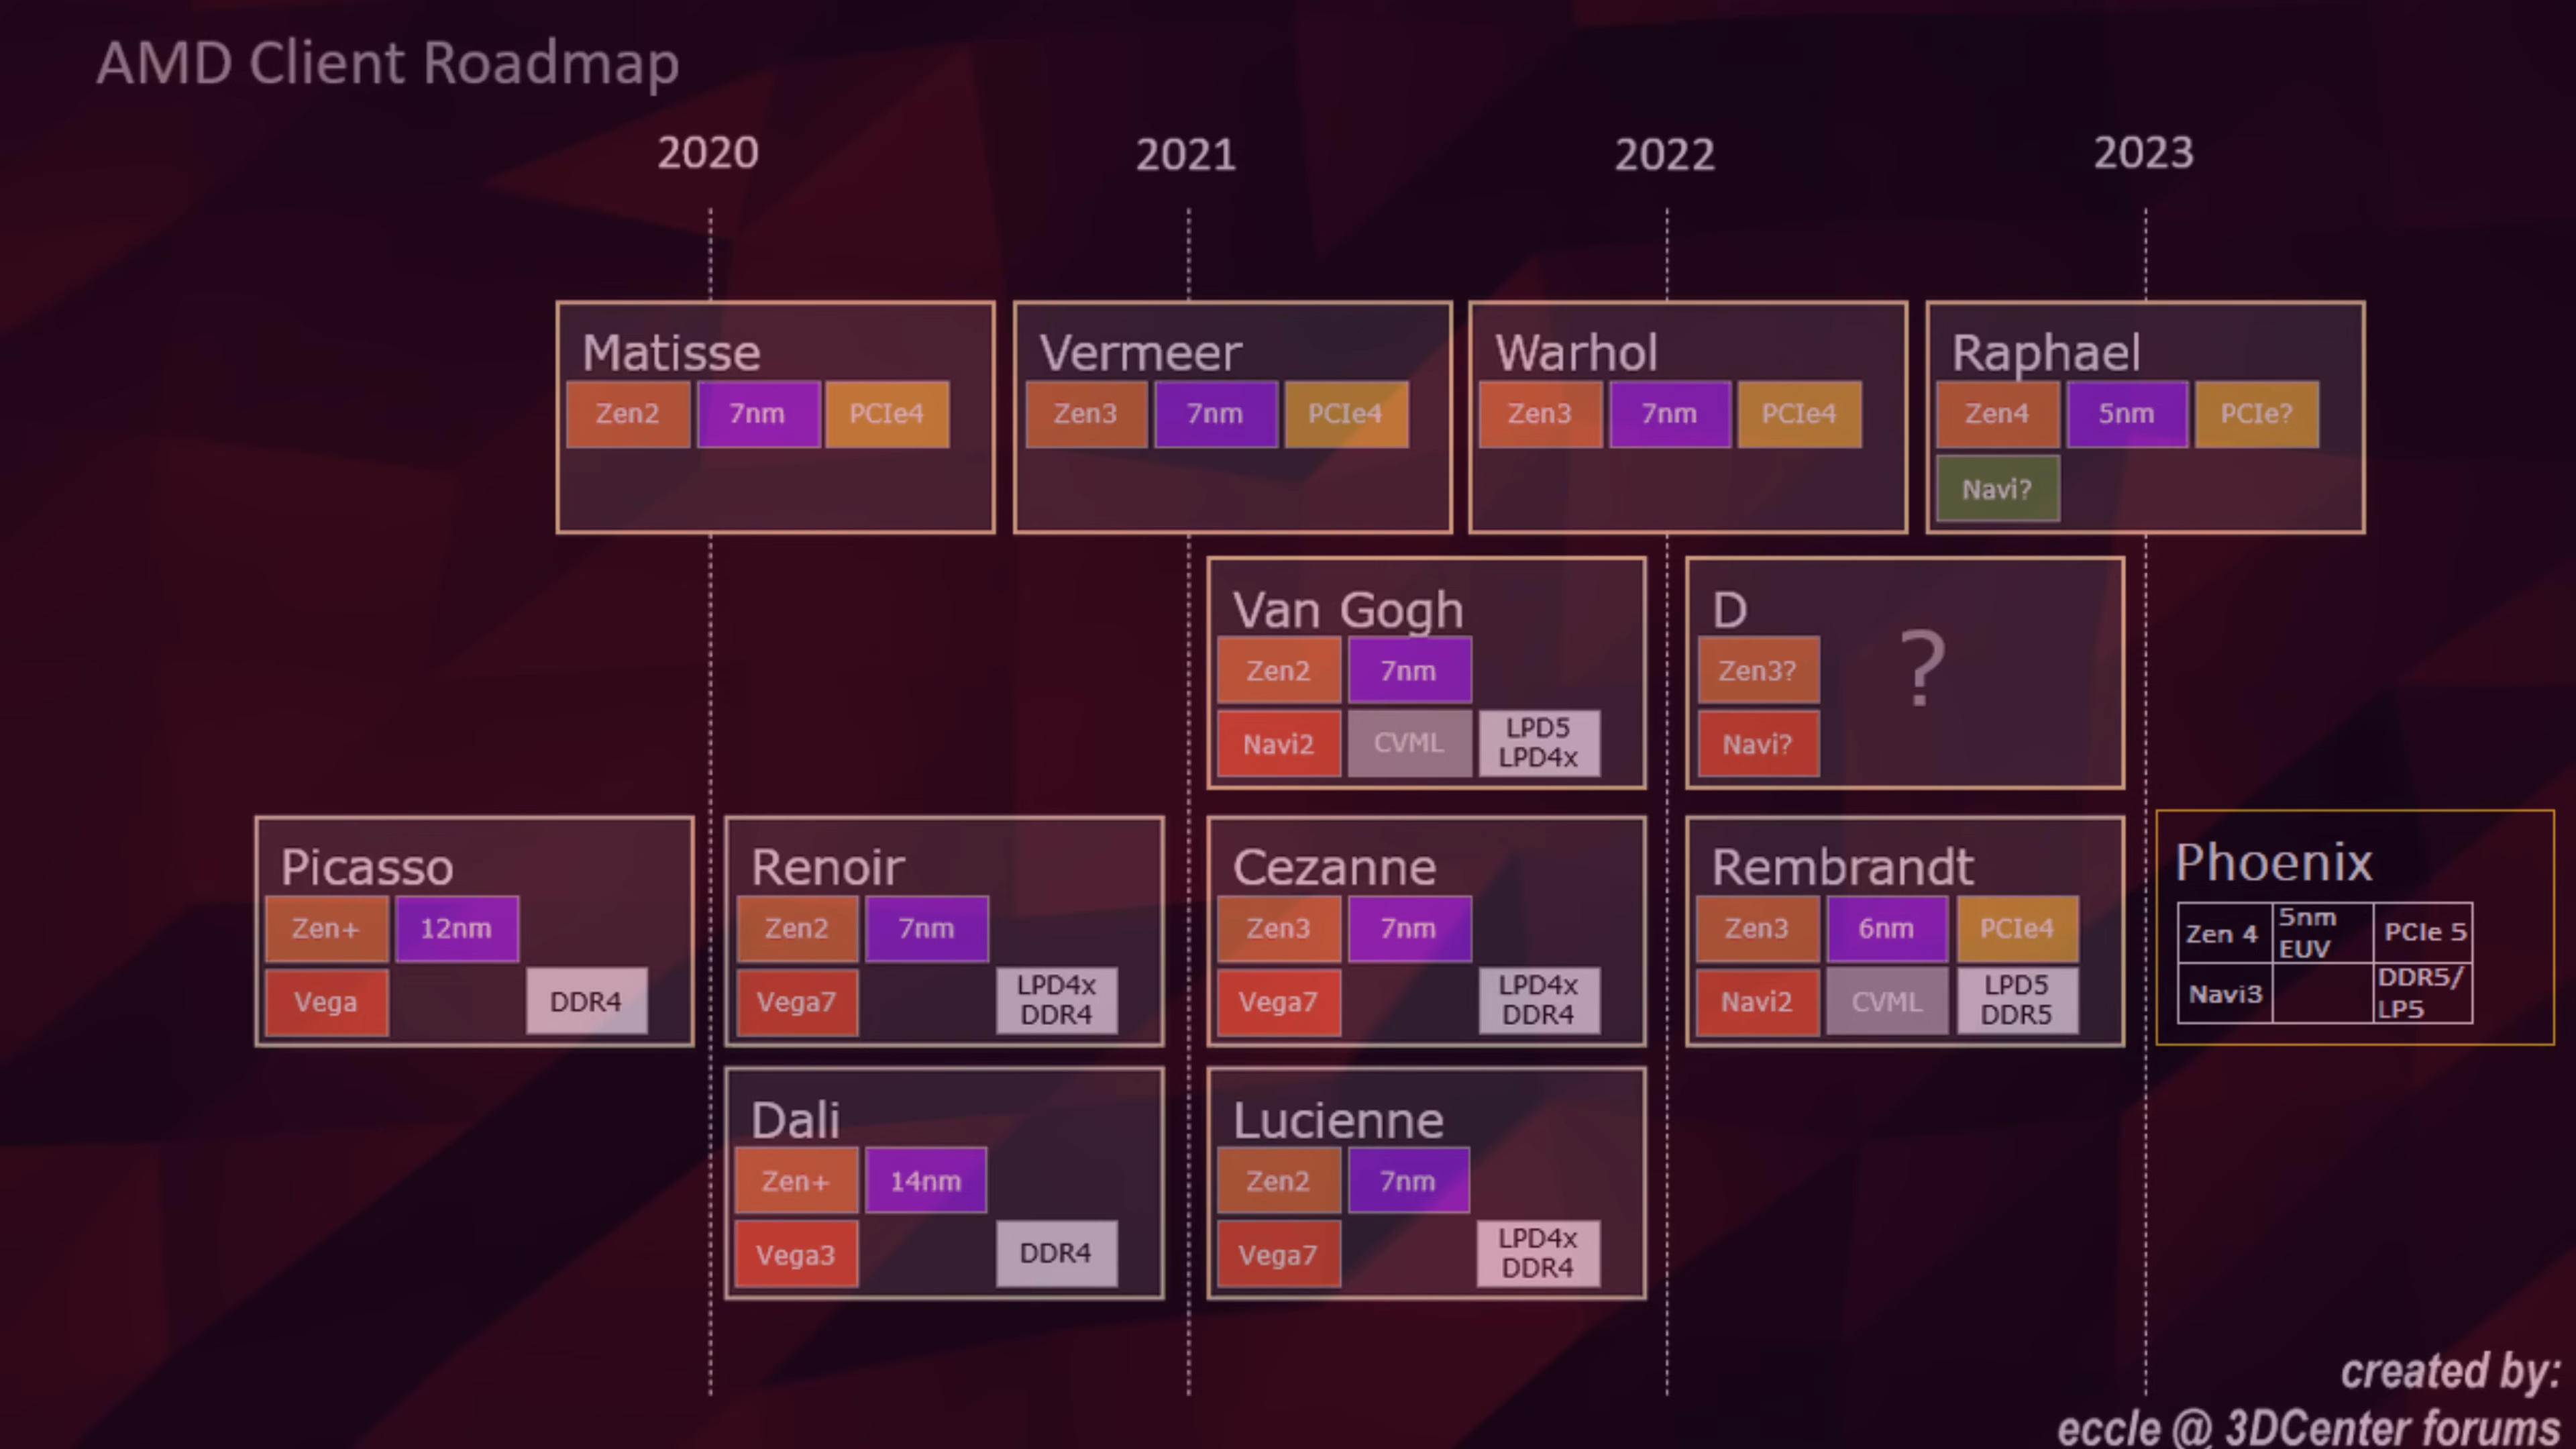 AMD Client Roadmap
2020 2021 2022 2023
Matisse
Zen2 7nm PCIe4
Vermeer
Zen3 7nm PCIe4
Warhol
Zen3 7nm PCIe4
Raphael
Zen4 5nm PCIe?
Navi?
Van Gogh
Zen2 7nm
Navi2 CVML LPD5
LPD4x
D
Zen3?
?
Navi?
Picasso
Zen+ 12nm
Vega DDR4
Renoir
Zen2 7nm
Vega7 LPD4x
DDR4
Cezanne
Zen3 7nm
Vega7 LPD4x
DDR4
Rembrandt
Zen3 6nm PCIe4
Navi2 CVML LPD5
DDR5
Phoenix
Zen 4 5nm
EUV PCIe 5
Navi3 DDR5/
LP5
Dali
Zen+ 14nm
Vega3 DDR4
Lucienne
Zen2 7nm
Vega7 LPD4x
DDR4
created by:
eccle @ 3DCenter forums